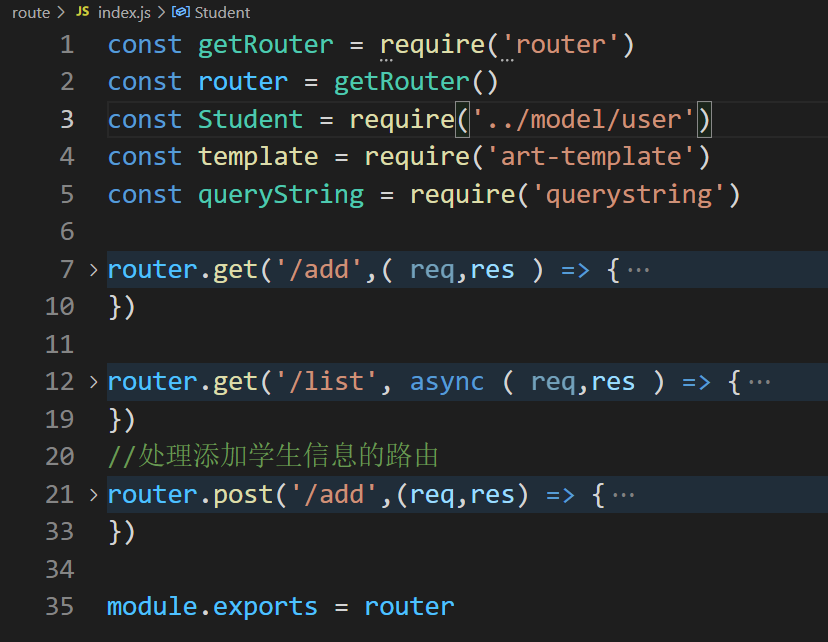 route > JS index.js > Student
1 const getRouter = require('router')
2 const router = getRouter()
3 const Student = require('../model/user')
4 const template = require('art-template')
5 const queryString = require('querystring')
6
7 router.get('/add',( req,res ) => {···
10 })
11
12 router.get('/list', async ( req,res ) => {···
19 })
20 //处理添加学生信息的路由
21 router.post('/add',(req,res) => {···
33 })
34
35 module.exports = router